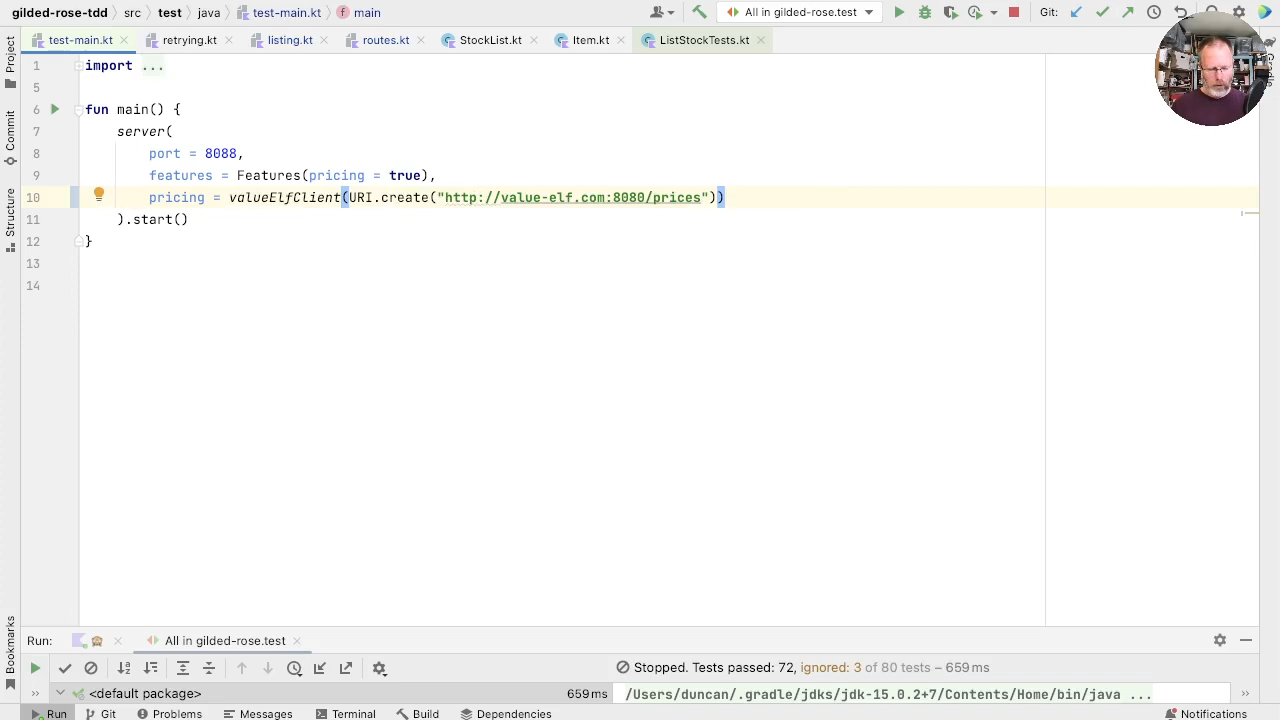 gilded-rose-tdd > src > test > java > test-main.kt > main
All in gilded-rose.test
Git:
test-main.kt
retrying.kt
listing.kt
routes.kt
StockList.kt
Item.kt
ListStockTests.kt
Project
Commit
Structure
Bookmarks
1 import ...
5
6 fun main() {
7 server(
8 port = 8088,
9 features = Features(pricing = true),
10 pricing = valueElfClient(URI.create("http://value-elf.com:8080/prices"))
11 ).start()
12 }
13
14
Run:
All in gilded-rose.test
Stopped. Tests passed: 72, ignored: 3 of 80 tests – 659 ms
<default package> 659 ms
/Users/duncan/.gradle/jdks/jdk-15.0.2+7/Contents/Home/bin/java ...
Run
Git
Problems
Messages
Terminal
Build
Dependencies
Notifications